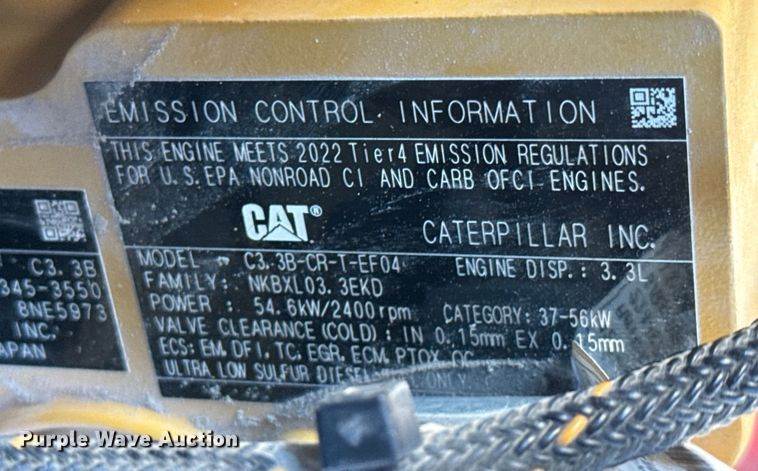 EMISSION CONTROL INFORMATION
THIS ENGINE MEETS 2022 Tier4 EMISSION REGULATIONS
FOR U.S.EPA NONROAD CI AND CARB OFCI ENGINES.
CAT® CATERPILLAR INC.
MODEL : C3.3B-CR-T-EF04 ENGINE DISP.: 3.3L
FAMILY: NKBXL03.3EKD
POWER : 54.6kW/2400rpm CATEGORY: 37-56kW
VALVE CLEARANCE(COLD): IN 0.15mm EX 0.15mm
ECS: EM, DFI, TC, EGR, ECM, PTOX, OC
ULTRA LOW SULFUR DIESEL ONLY
C3.3B
345-3550
8NE5973
INC.
APAN
Purple Wave Auction